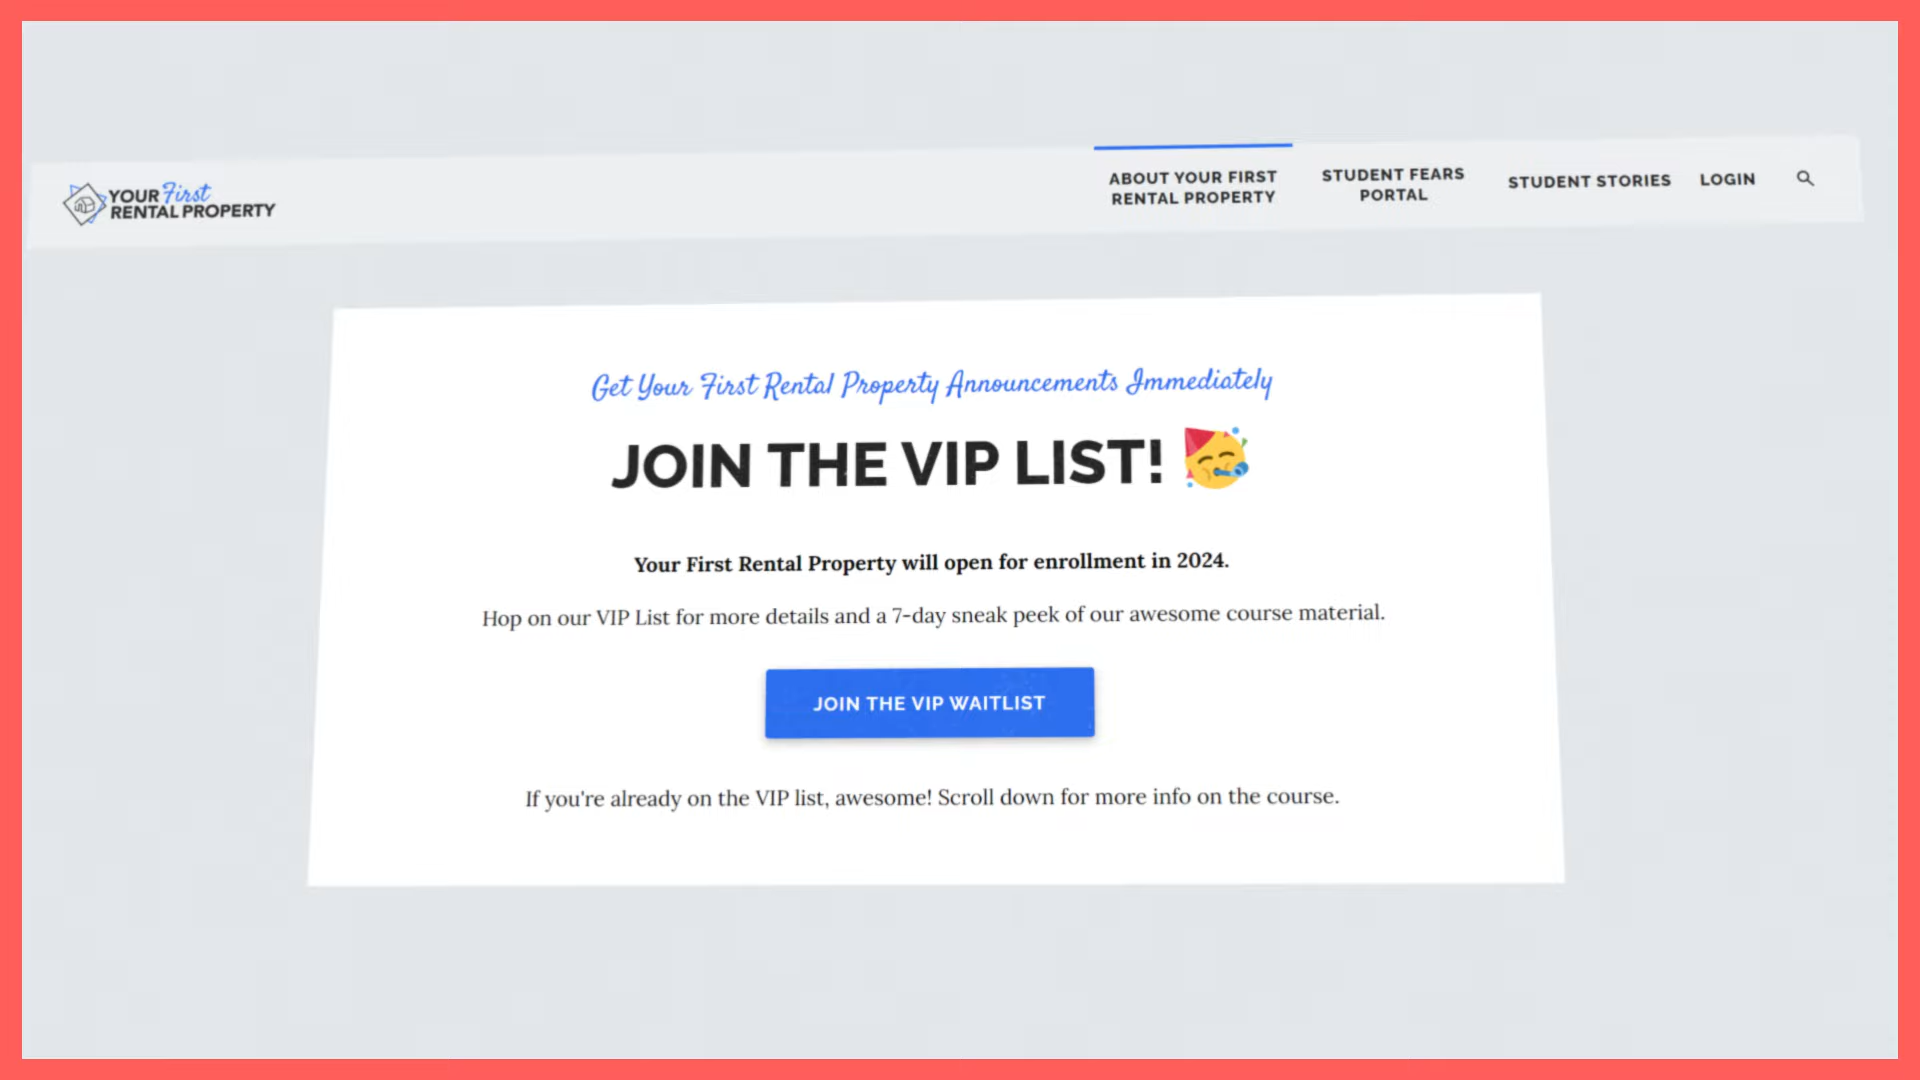 YOUR First
RENTAL PROPERTY
ABOUT YOUR FIRST
RENTAL PROPERTY
STUDENT FEARS
PORTAL
STUDENT STORIES
LOGIN
Get Your First Rental Property Announcements Immediately
JOIN THE VIP LIST! 🥳
Your First Rental Property will open for enrollment in 2024.
Hop on our VIP List for more details and a 7-day sneak peek of our awesome course material.
JOIN THE VIP WAITLIST
If you're already on the VIP list, awesome! Scroll down for more info on the course.